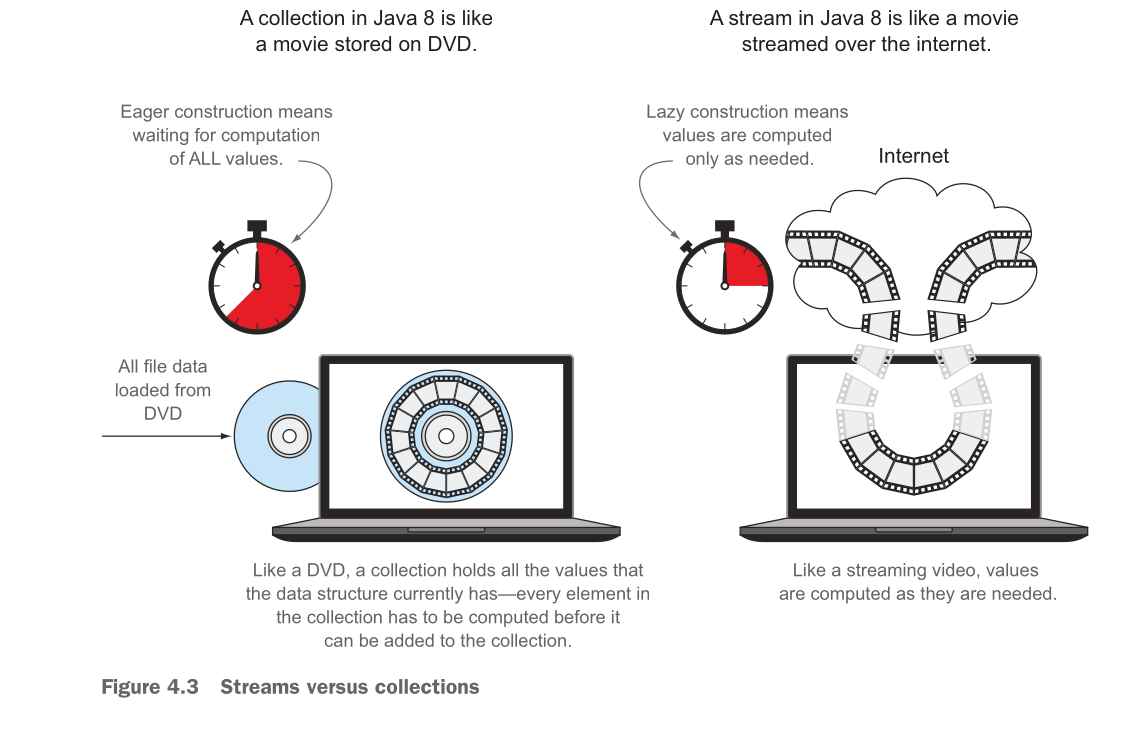 A collection in Java 8 is like
a movie stored on DVD.
A stream in Java 8 is like a movie
streamed over the internet.
Eager construction means
waiting for computation
of ALL values.
Lazy construction means
values are computed
only as needed.
Internet
All file data
loaded from
DVD
Like a DVD, a collection holds all the values that
the data structure currently has—every element in
the collection has to be computed before it
can be added to the collection.
Like a streaming video, values
are computed as they are needed.
Figure 4.3 Streams versus collections